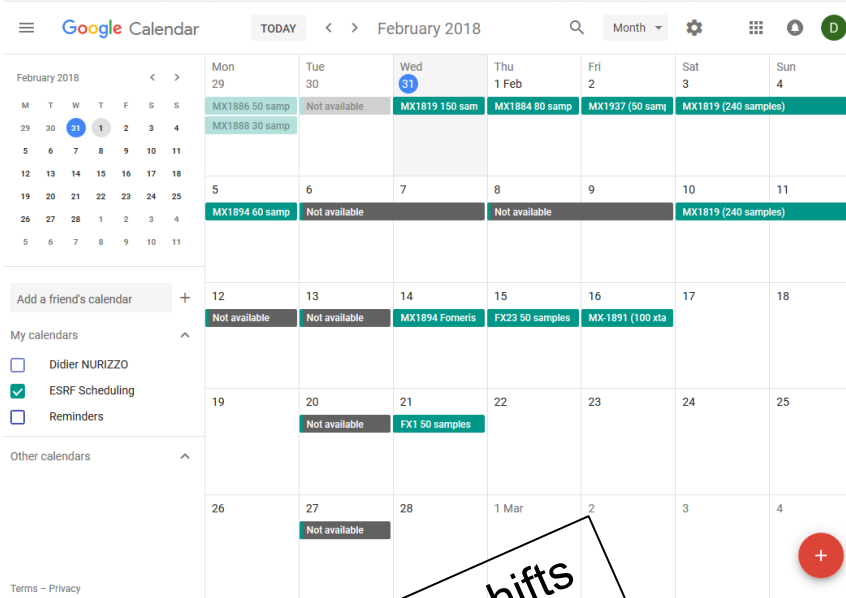 Google Calendar TODAY < > February 2018 Month D
February 2018 < >
M T W T F S S
29 30 31 1 2 3 4
5 6 7 8 9 10 11
12 13 14 15 16 17 18
19 20 21 22 23 24 25
26 27 28 1 2 3 4
5 6 7 8 9 10 11
Add a friend's calendar +
My calendars
Didier NURIZZO
ESRF Scheduling
Reminders
Other calendars
Terms – Privacy
Mon Tue Wed Thu Fri Sat Sun
29 30 31 1 Feb 2 3 4
MX1886 50 samp Not available MX1819 150 sam MX1884 80 samp MX1937 (50 samp MX1819 (240 samples)
MX1888 30 samp
5 6 7 8 9 10 11
MX1894 60 samp Not available Not available MX1819 (240 samples)
12 13 14 15 16 17 18
Not available Not available MX1894 Forneris FX23 50 samples MX-1891 (100 xta
19 20 21 22 23 24 25
Not available FX1 50 samples
26 27 28 1 Mar 2 3 4
Not available
+
hifts